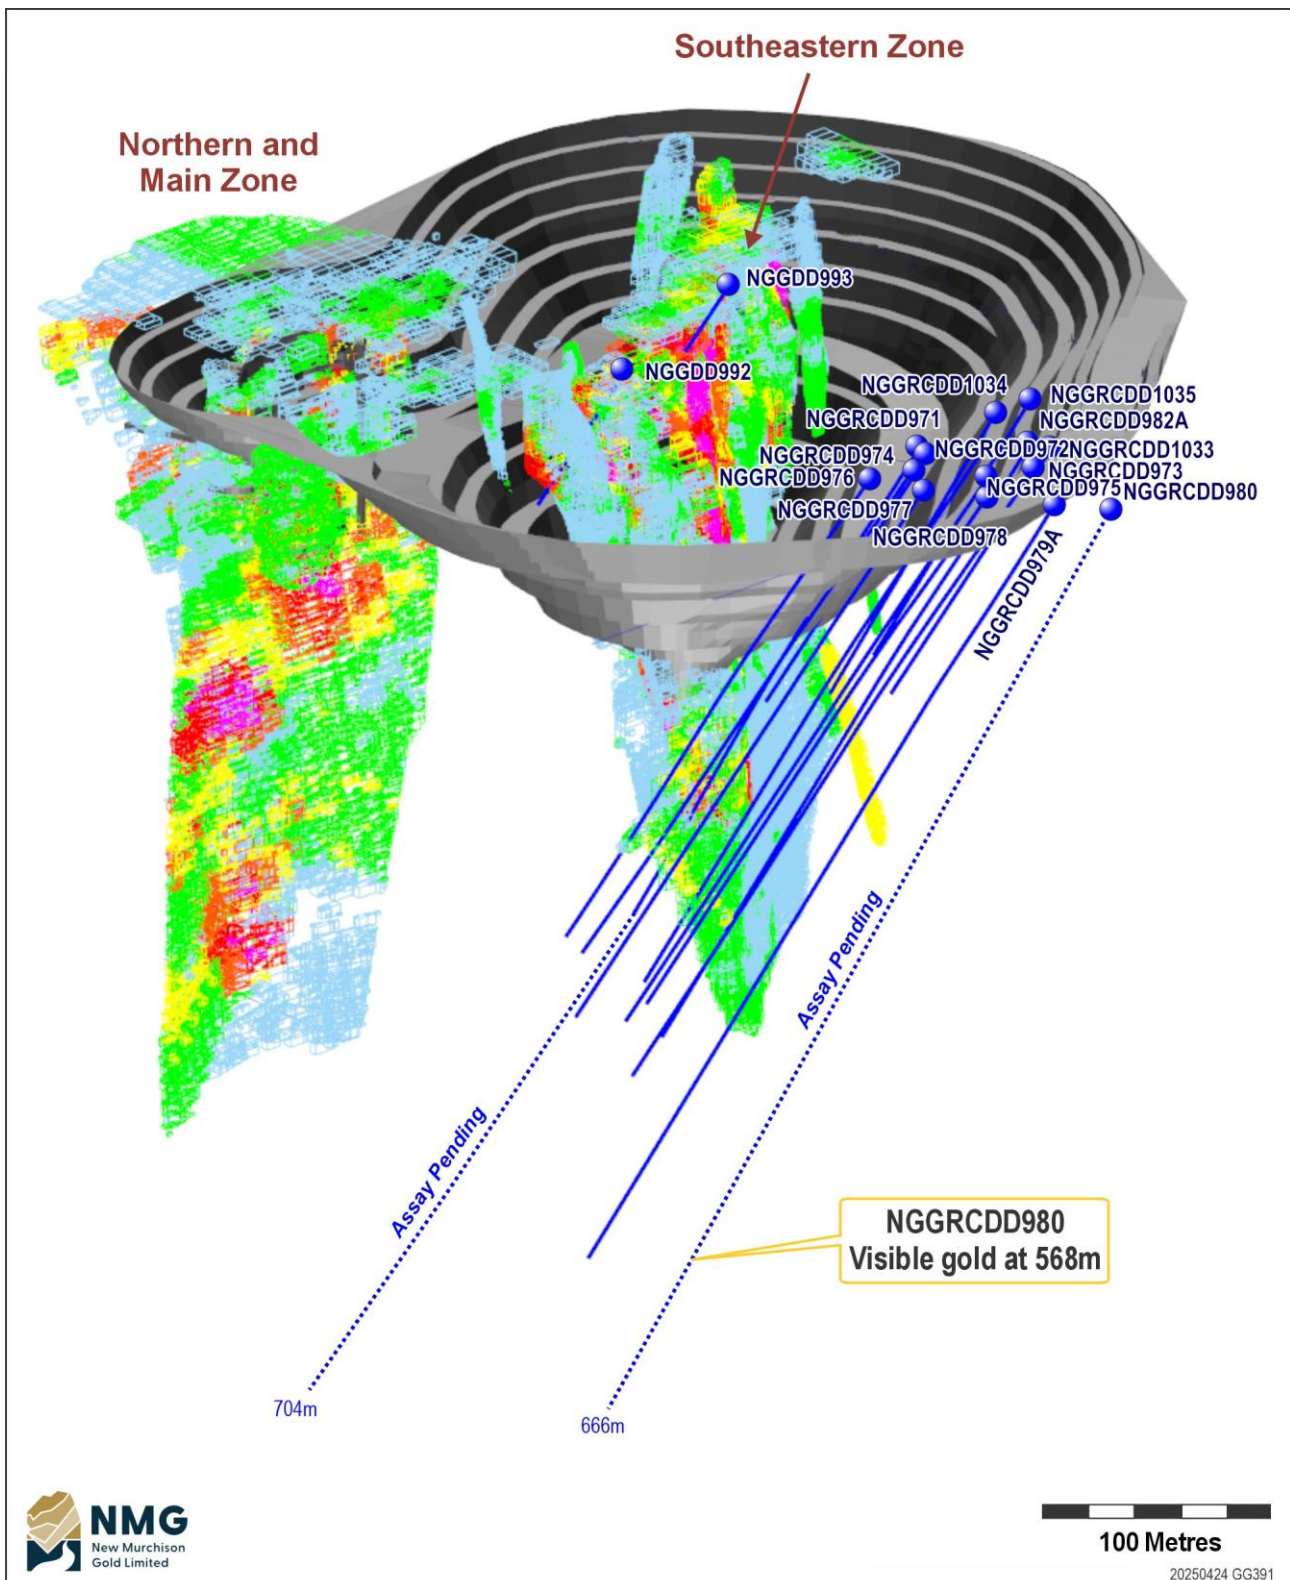 Southeastern Zone
Northern and
Main Zone
NGGDD993
NGGDD992
NGGRCDD1034
NGGRCDD1035
NGGRCDD971
NGGRCDD982A
NGGRCDD974
NGGRCDD972
NGGRCDD1033
NGGRCDD976
NGGRCDD973
NGGRCDD975
NGGRCDD980
NGGRCDD977
NGGRCDD978
NGGRCDD979A
Assay Pending
Assay Pending
NGGRCDD980
Visible gold at 568m
704m
666m
NMG
New Murchison
Gold Limited
100 Metres
20250424 GG391